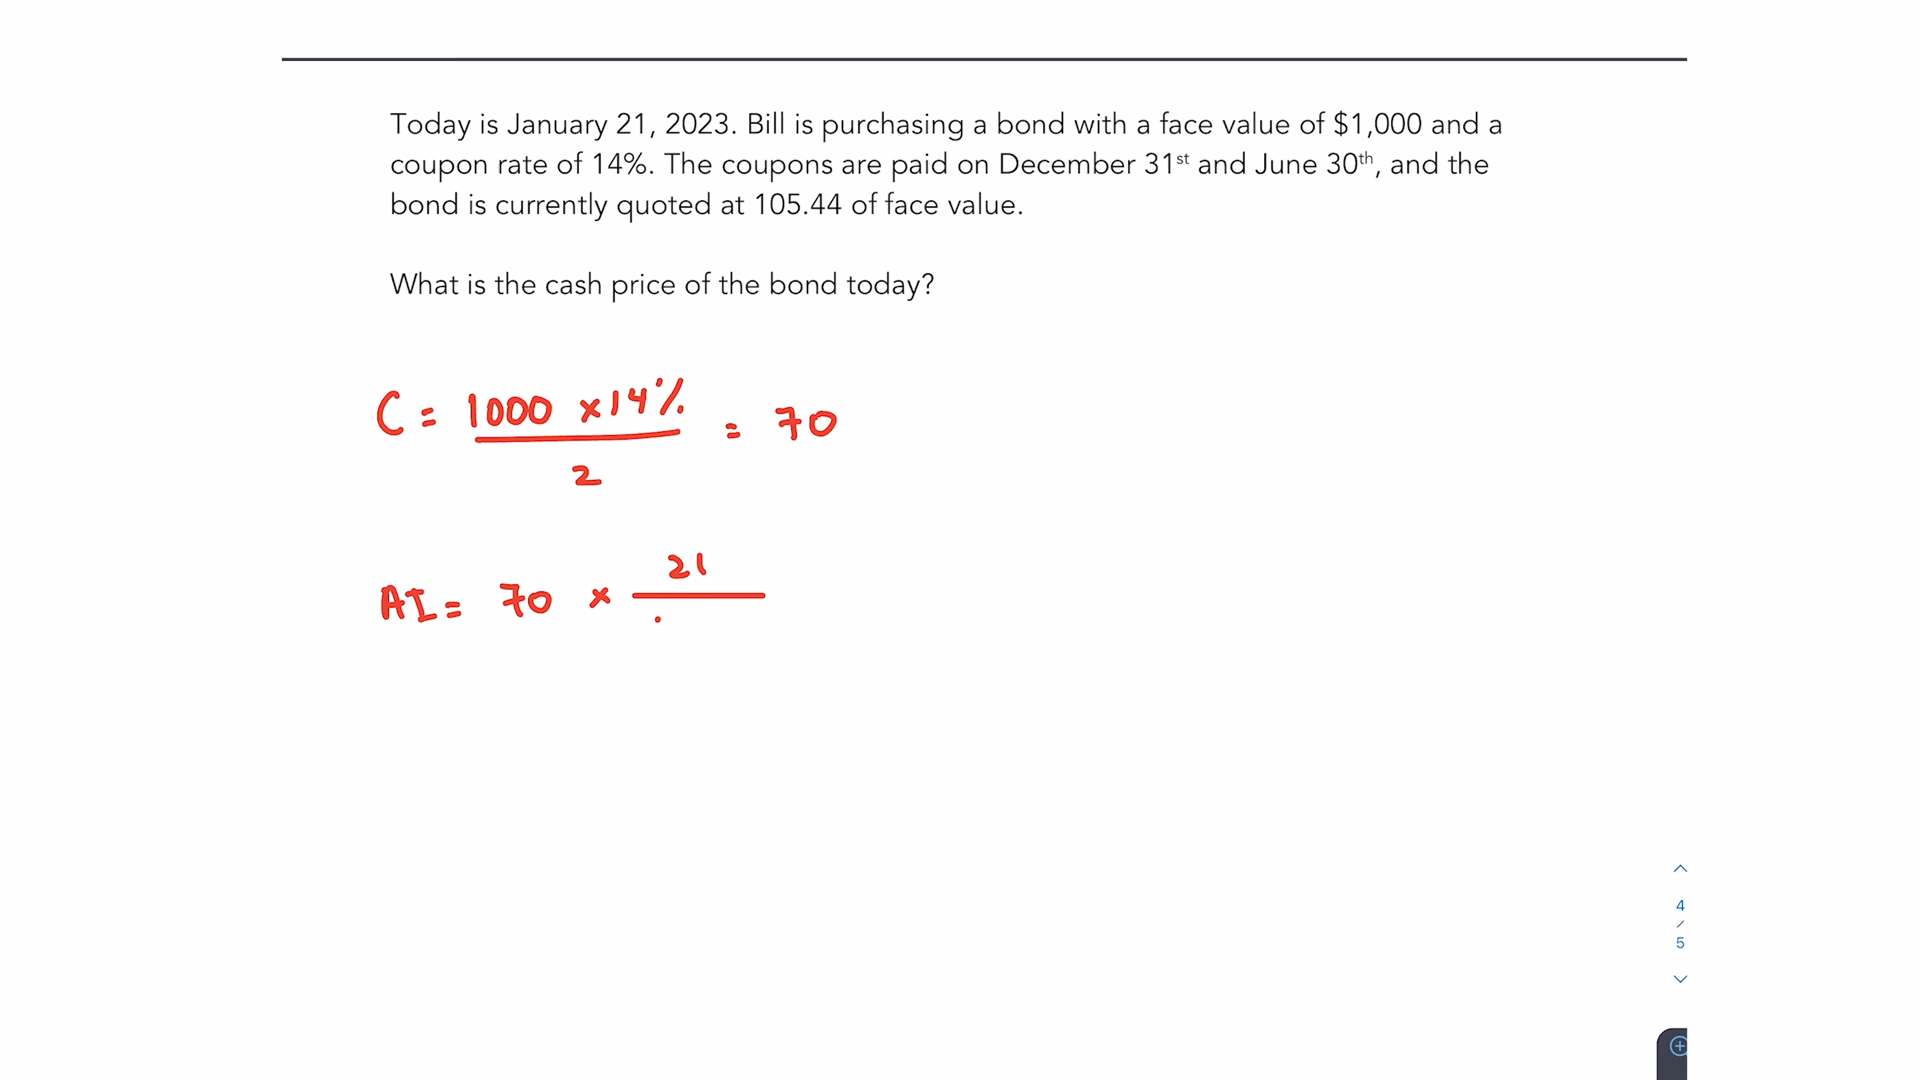 Today is January 21, 2023. Bill is purchasing a bond with a face value of $1,000 and a
coupon rate of 14%. The coupons are paid on December 31st and June 30th, and the
bond is currently quoted at 105.44 of face value.
What is the cash price of the bond today?
C = 1000 × 14% / 2 = 70
AI = 70 × 21
4
/
5